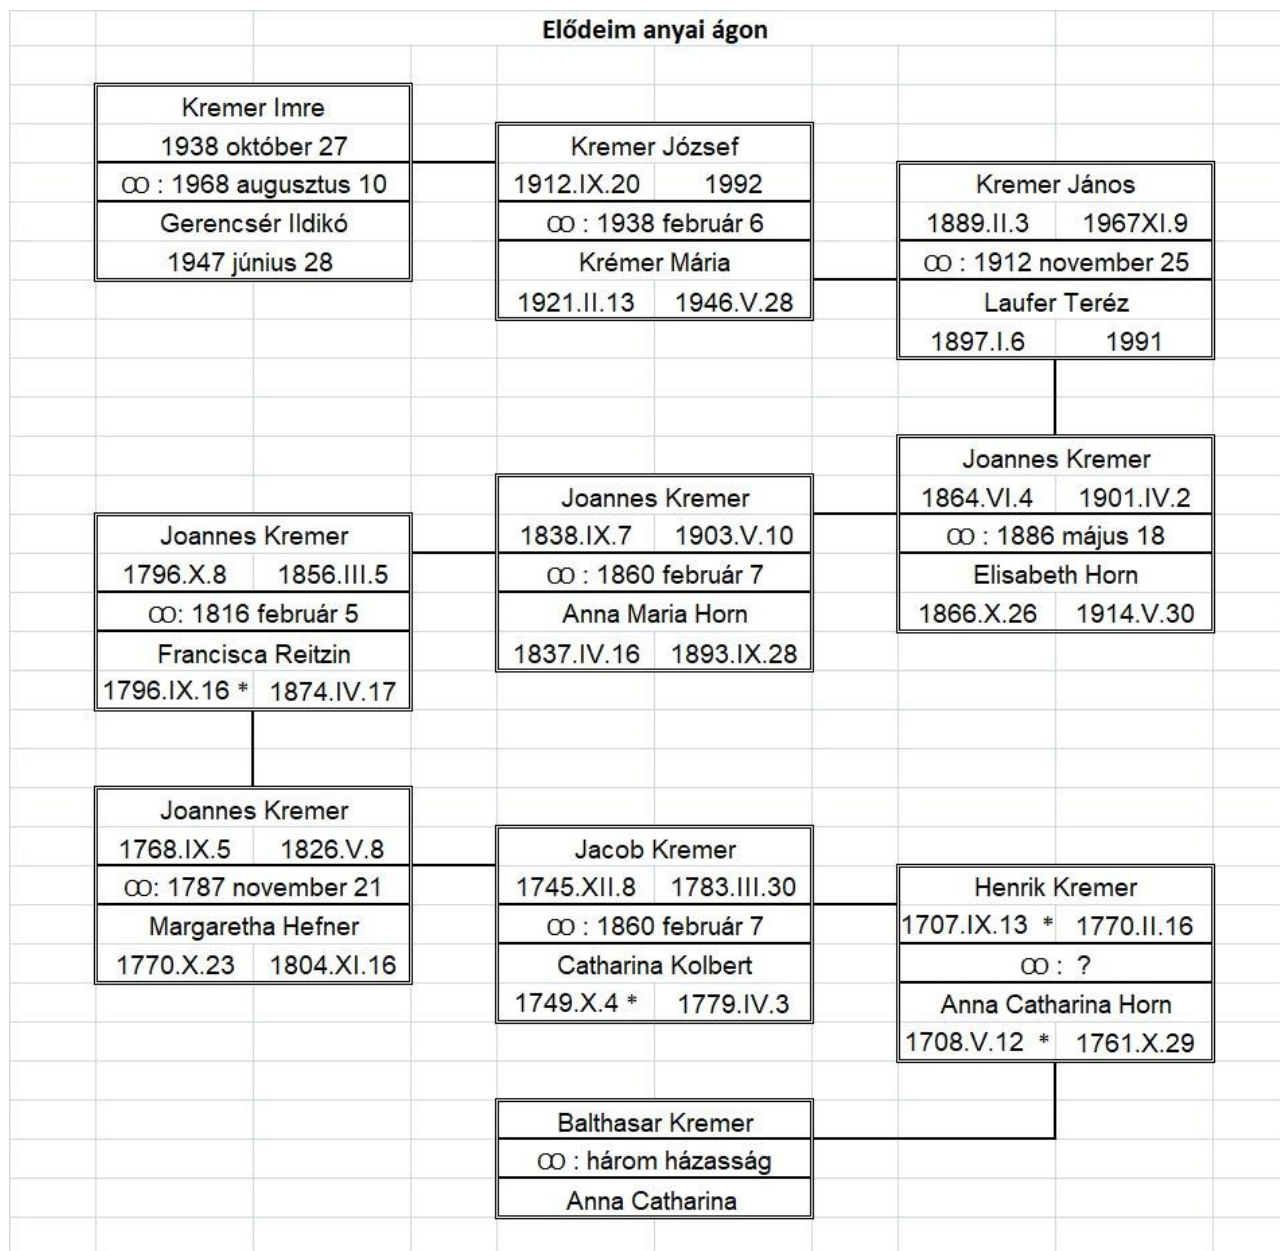 Elődeim anyai ágon
Kremer Imre
1938 október 27
∞ : 1968 augusztus 10
Gerencsér Ildikó
1947 június 28
Kremer József
1912.IX.20 1992
∞ : 1938 február 6
Krémer Mária
1921.II.13 1946.V.28
Kremer János
1889.II.3 1967XI.9
∞ : 1912 november 25
Laufer Teréz
1897.I.6 1991
Joannes Kremer
1864.VI.4 1901.IV.2
∞ : 1886 május 18
Elisabeth Horn
1866.X.26 1914.V.30
Joannes Kremer
1838.IX.7 1903.V.10
∞ : 1860 február 7
Anna Maria Horn
1837.IV.16 1893.IX.28
Joannes Kremer
1796.X.8 1856.III.5
∞: 1816 február 5
Francisca Reitzin
1796.IX.16 * 1874.IV.17
Joannes Kremer
1768.IX.5 1826.V.8
∞: 1787 november 21
Margaretha Hefner
1770.X.23 1804.XI.16
Jacob Kremer
1745.XII.8 1783.III.30
∞ : 1860 február 7
Catharina Kolbert
1749.X.4 * 1779.IV.3
Henrik Kremer
1707.IX.13 * 1770.II.16
∞ : ?
Anna Catharina Horn
1708.V.12 * 1761.X.29
Balthasar Kremer
∞ : három házasság
Anna Catharina